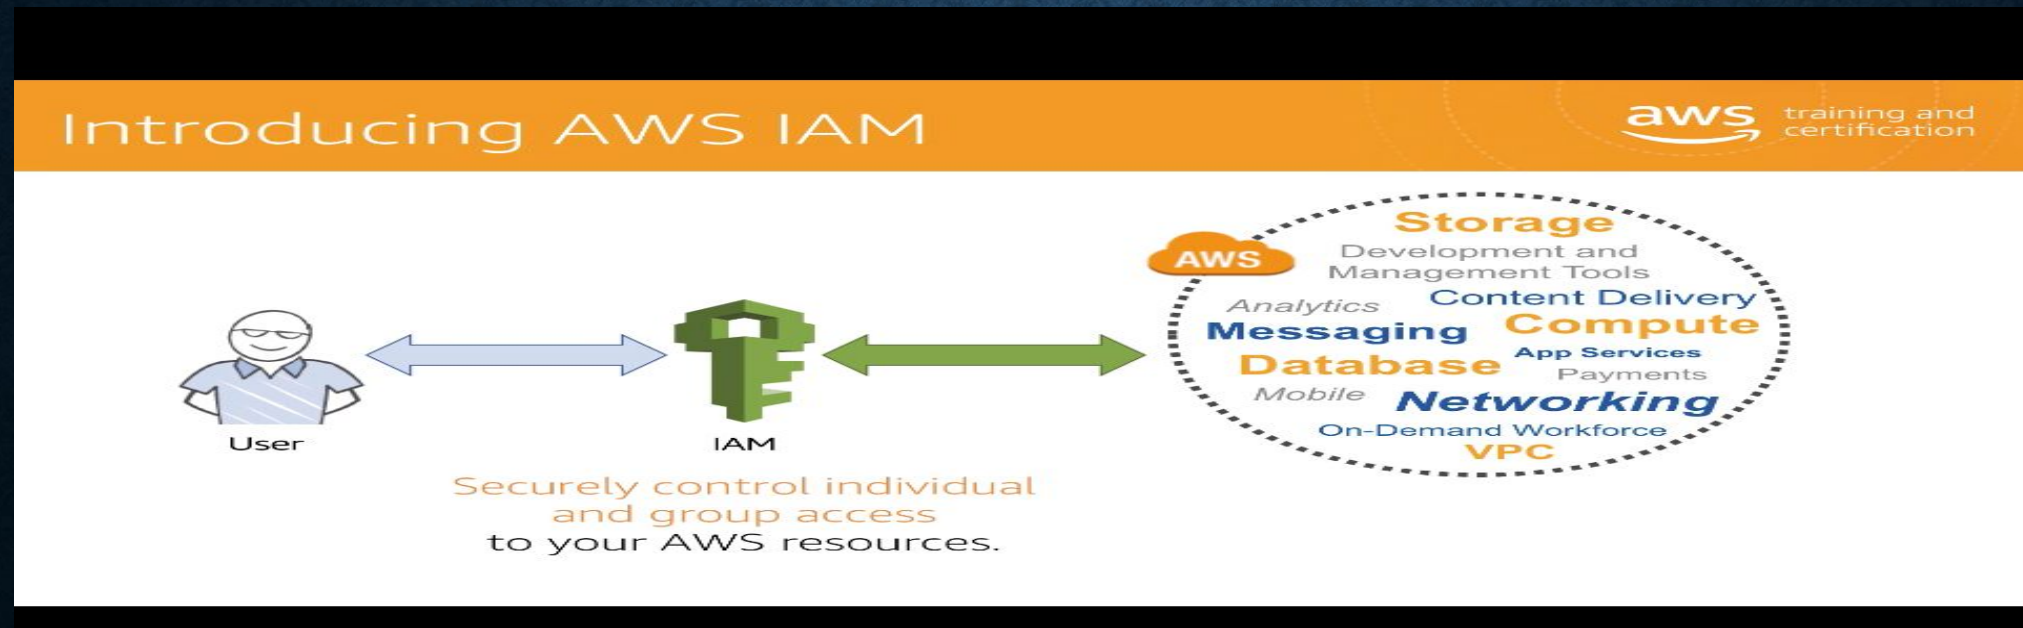 Introducing AWS IAM
aws training and
certification
AWS
Storage
Development and
Management Tools
Analytics Content Delivery
Messaging Compute
Database App Services
Payments
Mobile Networking
On-Demand Workforce
VPC
User
IAM
Securely control individual
and group access
to your AWS resources.